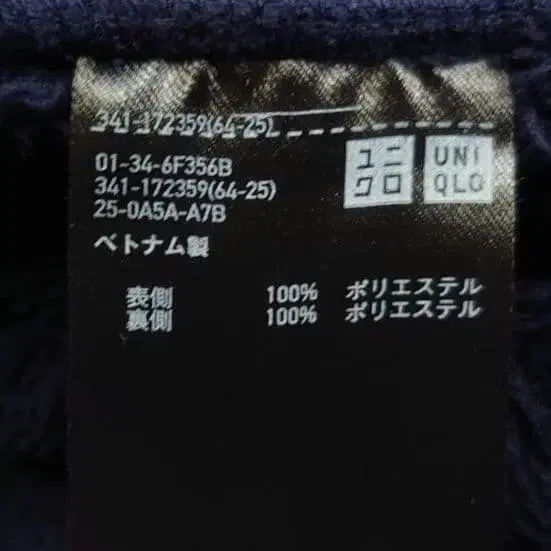 341-172359(64-25)
ユニクロ
UNIQLO
01-34-6F356B
341-172359(64-25)
25-0A5A-A7B
ベトナム製
表側 100% ポリエステル
裏側 100% ポリエステル